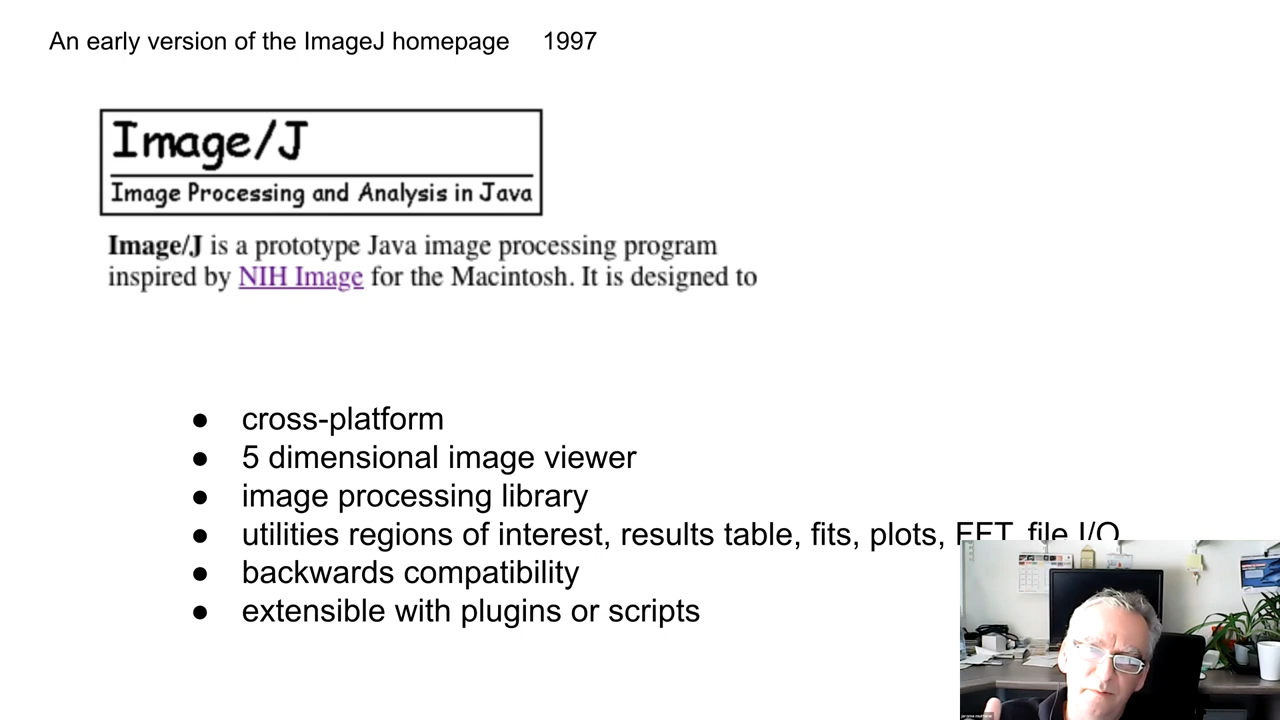 An early version of the ImageJ homepage 1997
Image/J
Image Processing and Analysis in Java
Image/J is a prototype Java image processing program
inspired by NIH Image for the Macintosh. It is designed to
● cross-platform
● 5 dimensional image viewer
● image processing library
● utilities regions of interest, results table, fits, plots, FFT, file I/O
● backwards compatibility
● extensible with plugins or scripts